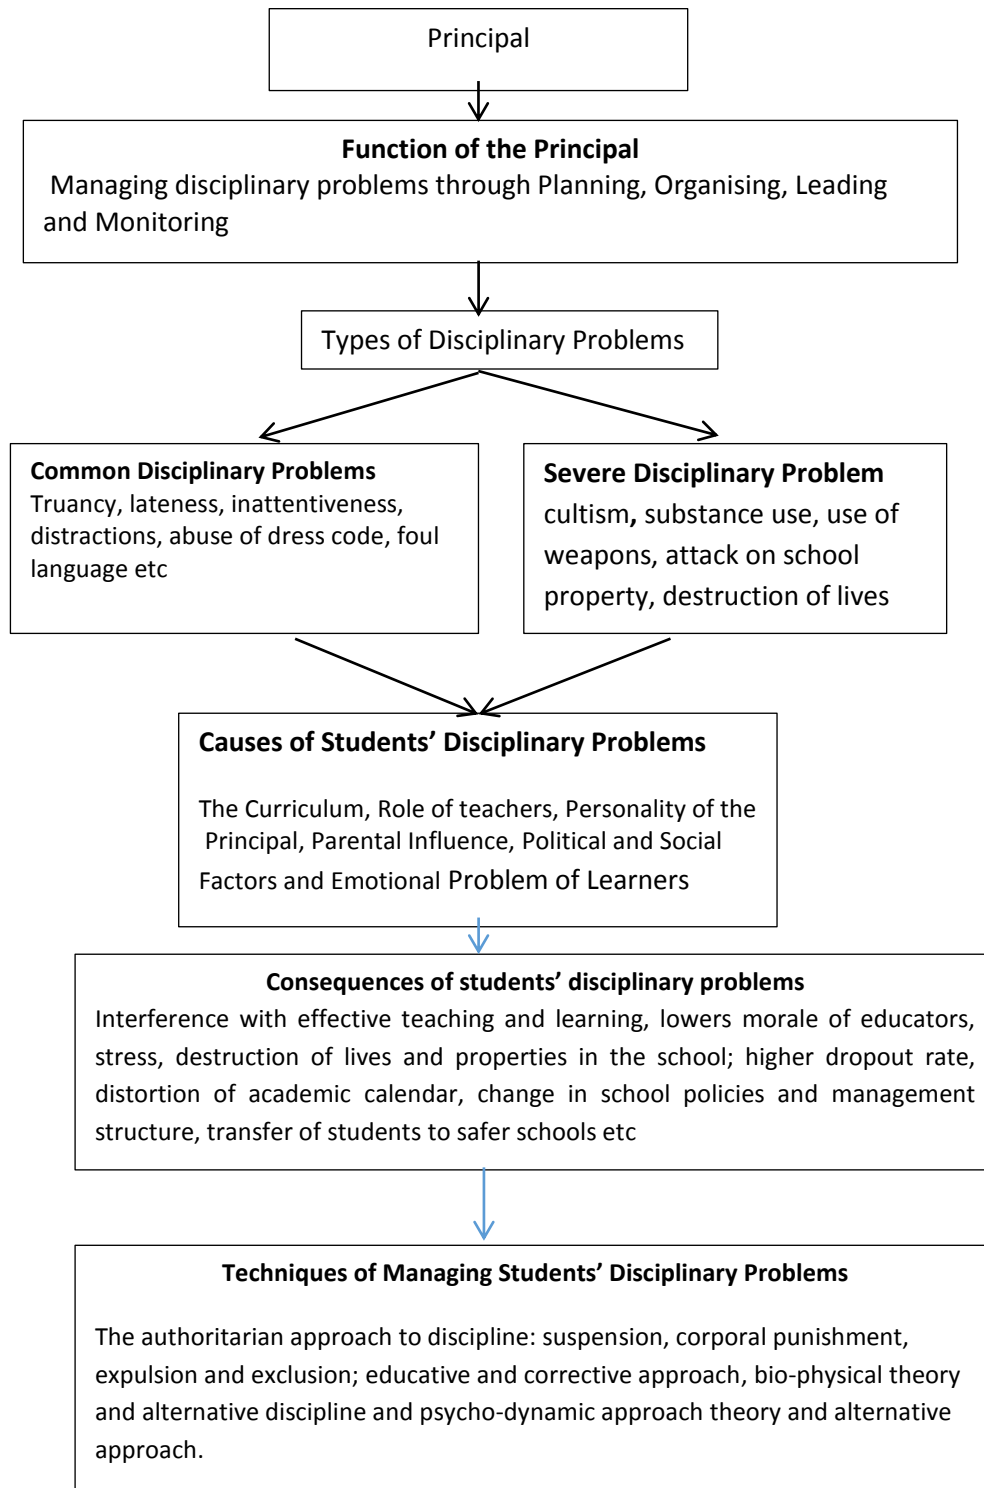 Principal
Function of the Principal
Managing disciplinary problems through Planning, Organising, Leading
and Monitoring
Types of Disciplinary Problems
Common Disciplinary Problems
Truancy, lateness, inattentiveness,
distractions, abuse of dress code, foul
language etc
Severe Disciplinary Problem
cultism, substance use, use of
weapons, attack on school
property, destruction of lives
Causes of Students’ Disciplinary Problems
The Curriculum, Role of teachers, Personality of the
Principal, Parental Influence, Political and Social
Factors and Emotional Problem of Learners
Consequences of students’ disciplinary problems
Interference with effective teaching and learning, lowers morale of educators,
stress, destruction of lives and properties in the school; higher dropout rate,
distortion of academic calendar, change in school policies and management
structure, transfer of students to safer schools etc
Techniques of Managing Students’ Disciplinary Problems
The authoritarian approach to discipline: suspension, corporal punishment,
expulsion and exclusion; educative and corrective approach, bio-physical theory
and alternative discipline and psycho-dynamic approach theory and alternative
approach.